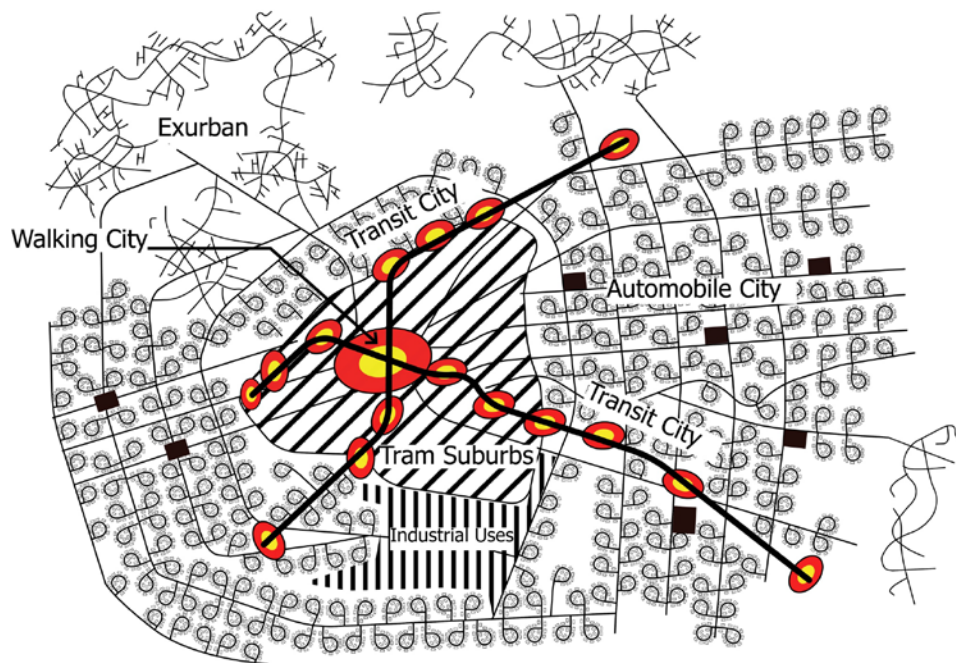 Exurban
Transit City
Walking City
Automobile City
Transit City
Tram Suburbs
Industrial Uses